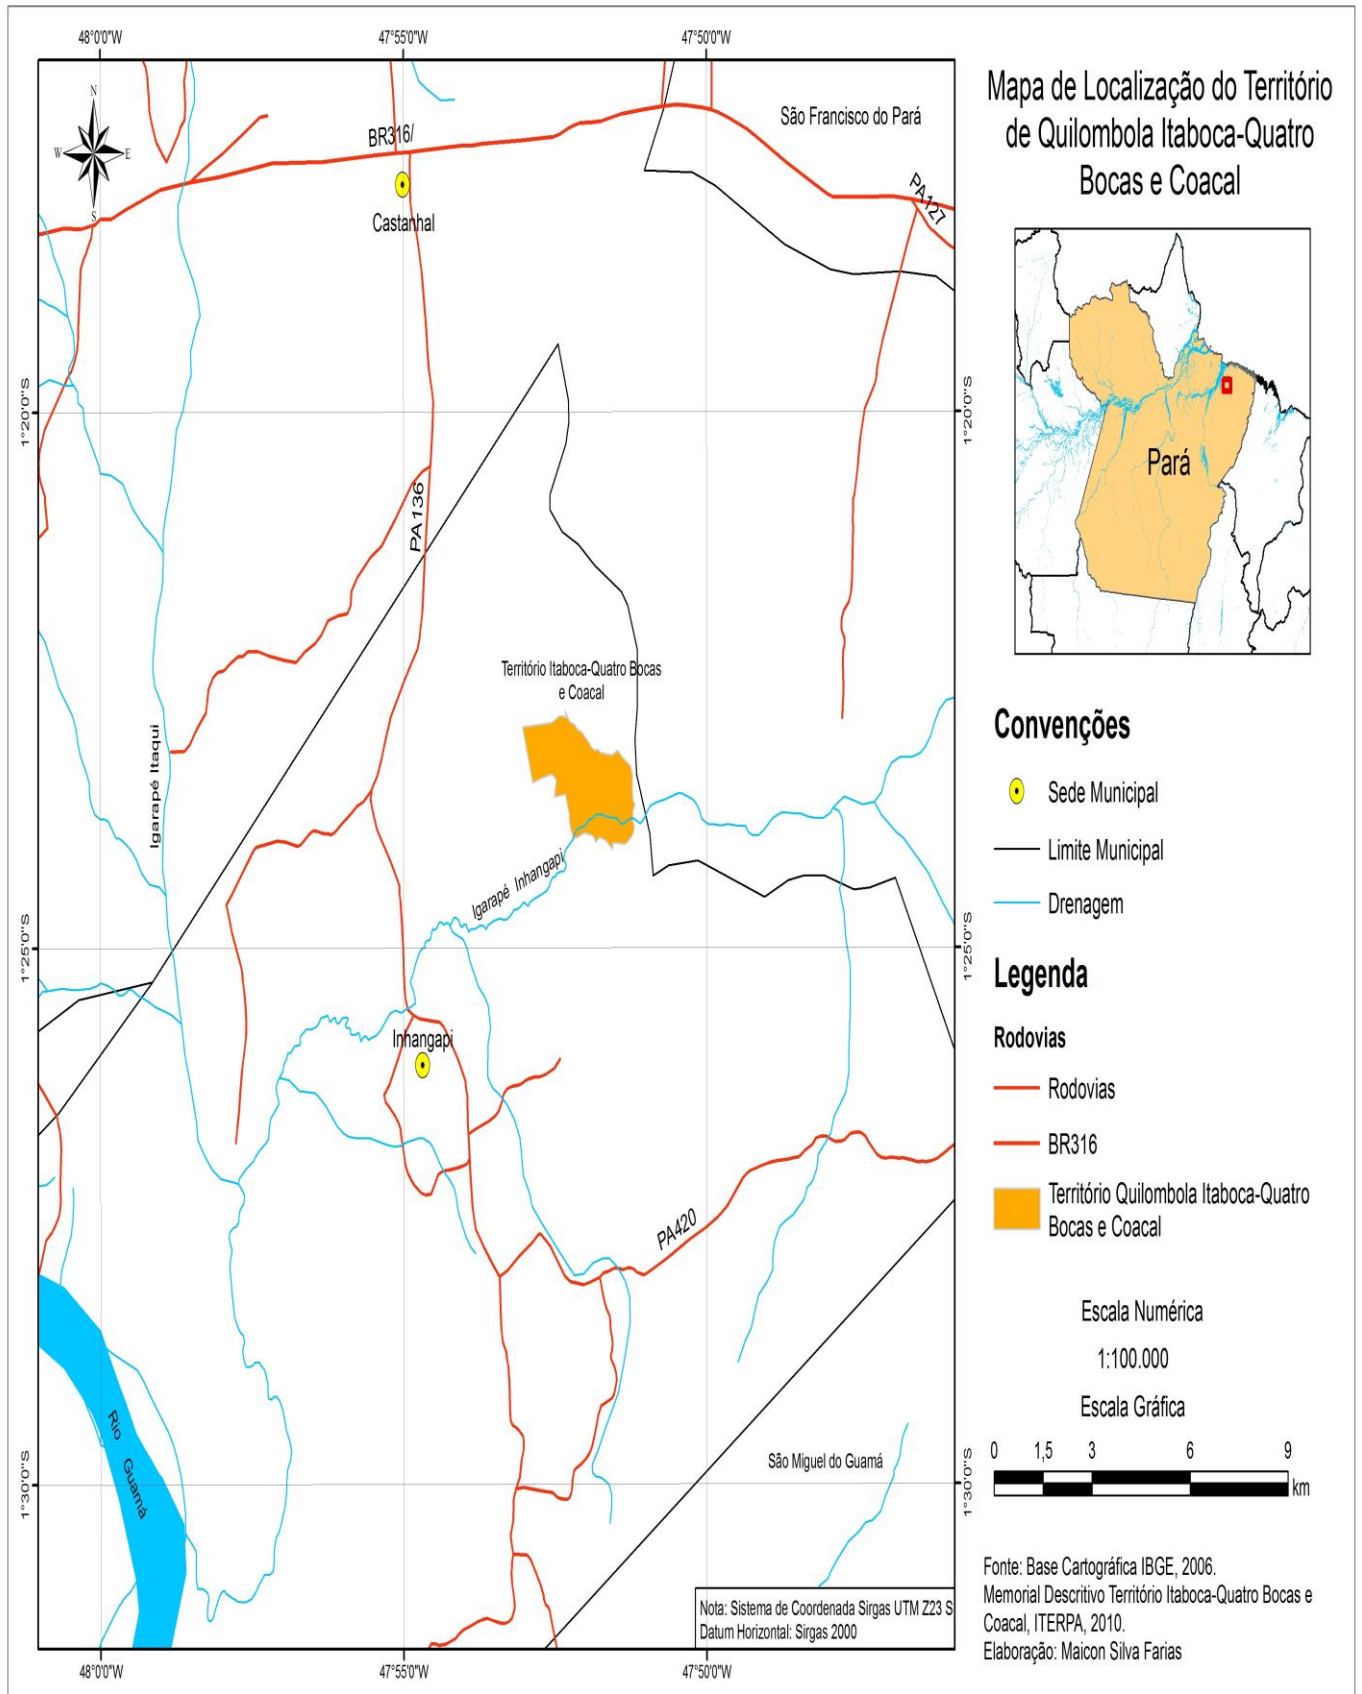 48°0'0"W
47°55'0"W
47°50'0"W
N
W
E
S
BR316/
São Francisco do Pará
PA127
Castanhal
1°20'0"S
1°20'0"S
PA136
Território Itaboca-Quatro Bocas
e Coacal
Igarapé Itaqui
Igarapé Inhangapi
1°25'0"S
1°25'0"S
Inhangapi
PA420
Rio Guamá
São Miguel do Guamá
1°30'0"S
1°30'0"S
Nota: Sistema de Coordenada Sirgas UTM Z23 S
Datum Horizontal: Sirgas 2000
48°0'0"W
47°55'0"W
47°50'0"W
Mapa de Localização do Território
de Quilombola Itaboca-Quatro
Bocas e Coacal
Pará
Convenções
Sede Municipal
Limite Municipal
Drenagem
Legenda
Rodovias
Rodovias
BR316
Território Quilombola Itaboca-Quatro
Bocas e Coacal
Escala Numérica
1:100.000
Escala Gráfica
0 1,5 3 6 9
km
Fonte: Base Cartográfica IBGE, 2006.
Memorial Descritivo Território Itaboca-Quatro Bocas e
Coacal, ITERPA, 2010.
Elaboração: Maicon Silva Farias